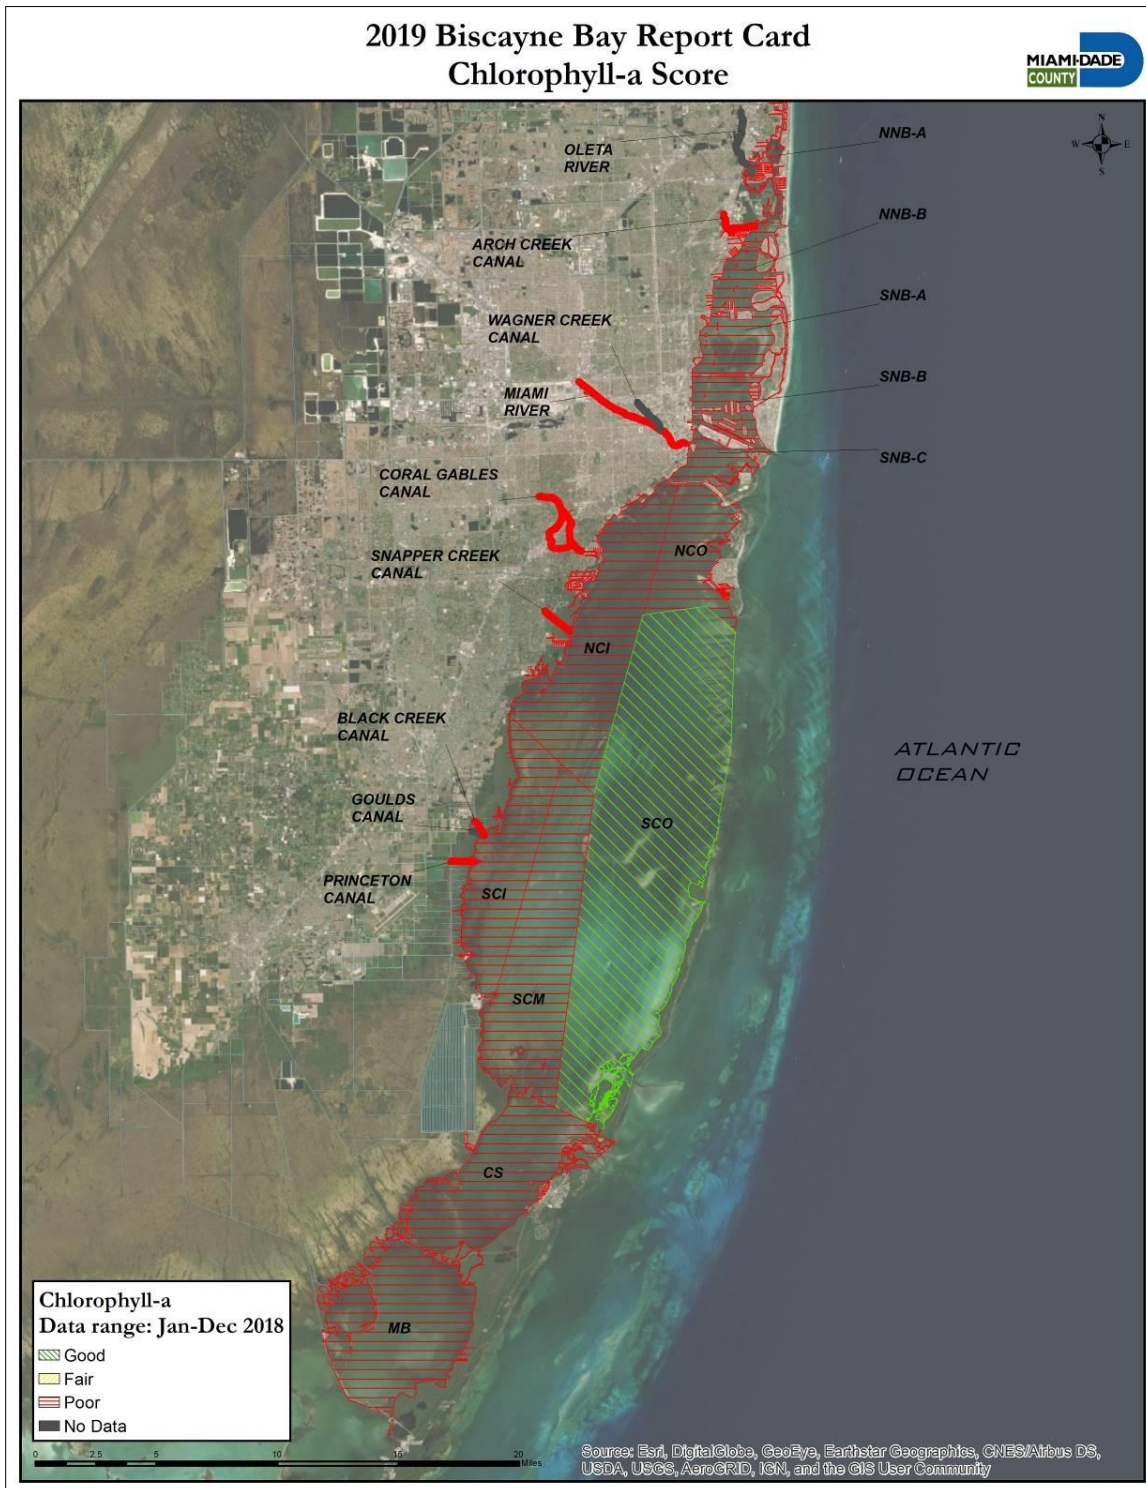 2019 Biscayne Bay Report Card
Chlorophyll-a Score
MIAMI-DADE
COUNTY
N
W
E
S
OLETA
RIVER
NNB-A
NNB-B
ARCH CREEK
CANAL
SNB-A
WAGNER CREEK
CANAL
SNB-B
MIAMI
RIVER
SNB-C
CORAL GABLES
CANAL
SNAPPER CREEK
CANAL
NCO
NCI
BLACK CREEK
CANAL
ATLANTIC
OCEAN
GOULDS
CANAL
SCO
PRINCETON
CANAL
SCI
SCM
CS
MB
Chlorophyll-a
Data range: Jan-Dec 2018
Good
Fair
Poor
No Data
0 2.5 5 10 15 20
Miles
Source: Esri, DigitalGlobe, GeoEye, Earthstar Geographics, CNES/Airbus DS,
USDA, USGS, AeroGRID, IGN, and the GIS User Community